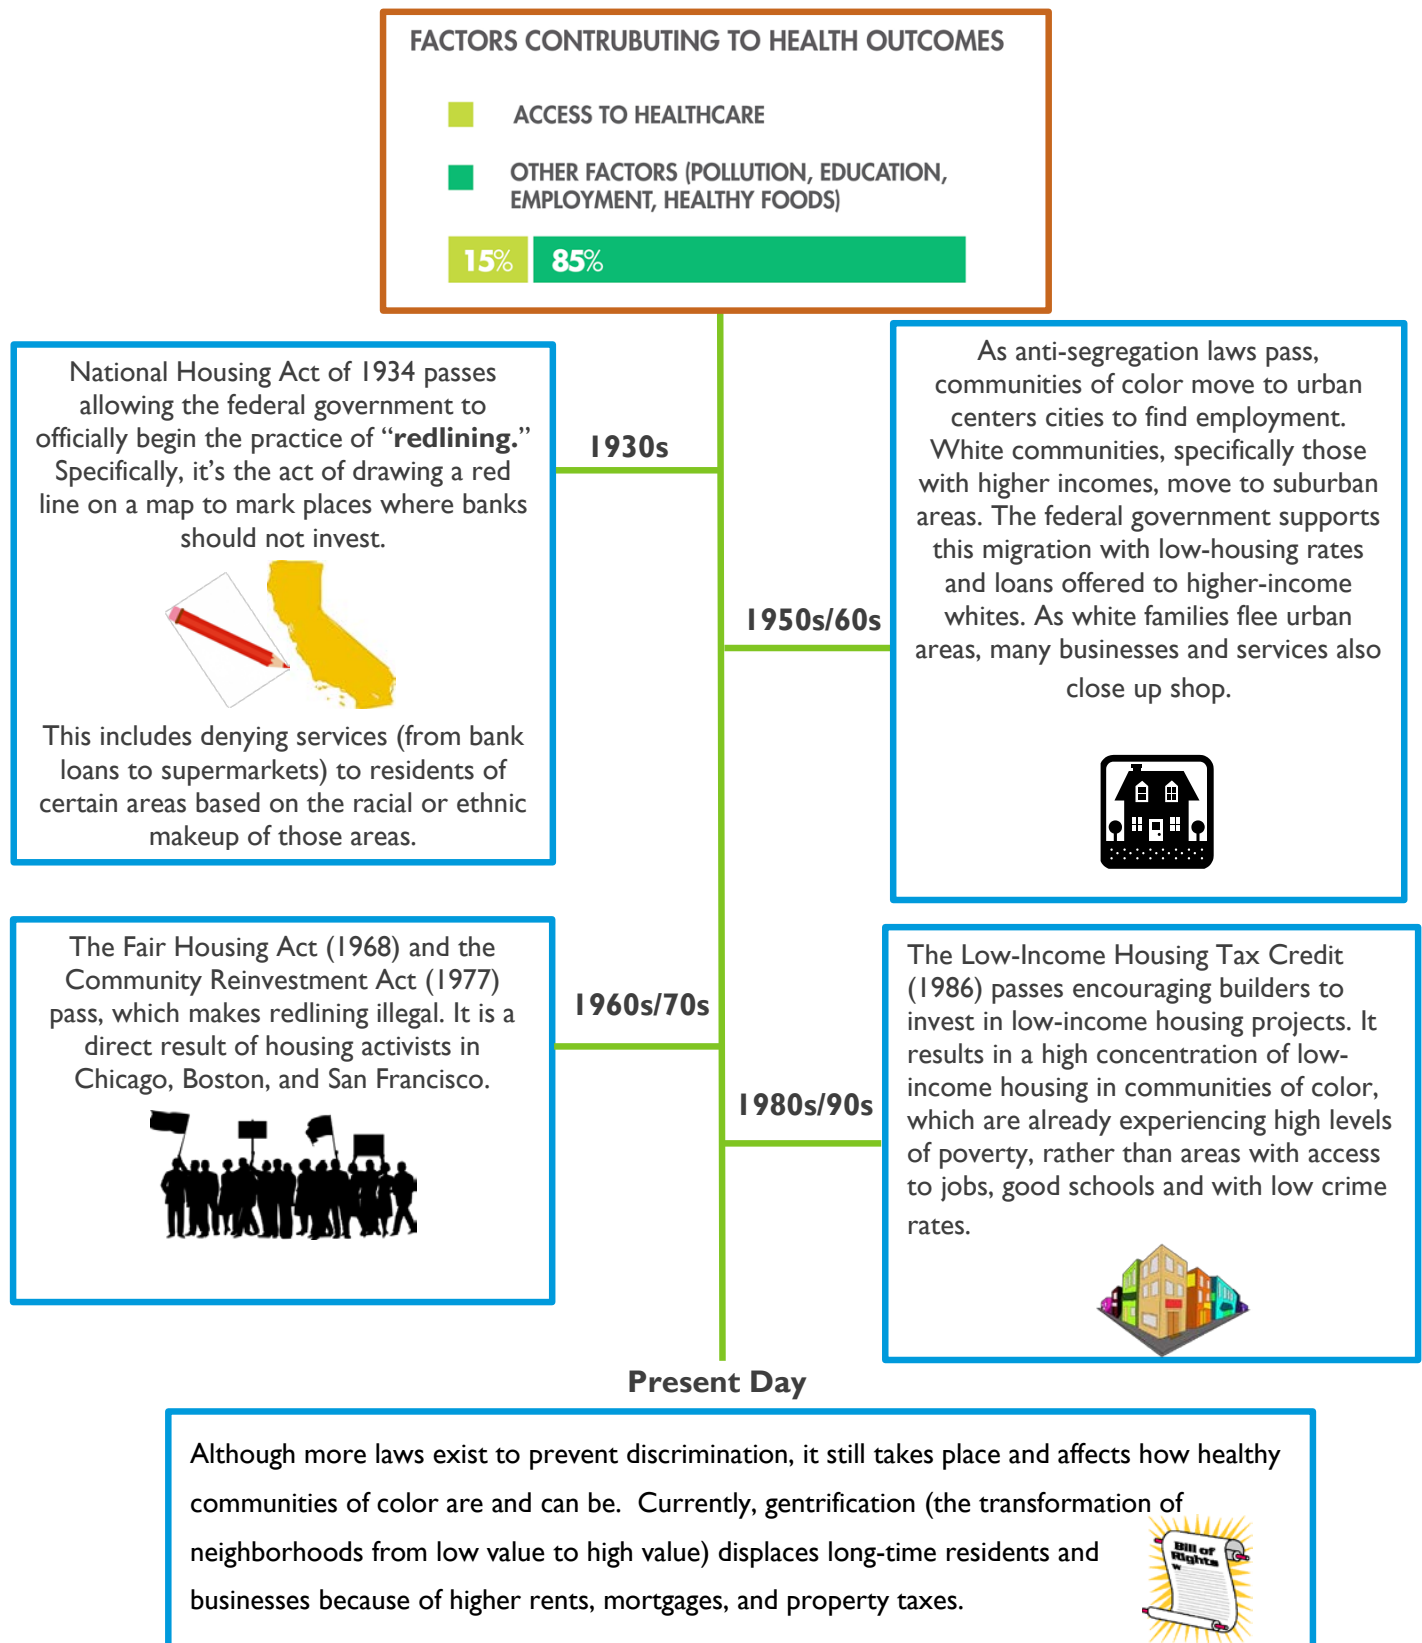 FACTORS CONTRUBUTING TO HEALTH OUTCOMES
ACCESS TO HEALTHCARE
OTHER FACTORS (POLLUTION, EDUCATION,
EMPLOYMENT, HEALTHY FOODS)
15% 85%
National Housing Act of 1934 passes
allowing the federal government to
officially begin the practice of “redlining.”
Specifically, it’s the act of drawing a red
line on a map to mark places where banks
should not invest.
This includes denying services (from bank
loans to supermarkets) to residents of
certain areas based on the racial or ethnic
makeup of those areas.
1930s
As anti-segregation laws pass,
communities of color move to urban
centers cities to find employment.
White communities, specifically those
with higher incomes, move to suburban
areas. The federal government supports
this migration with low-housing rates
and loans offered to higher-income
whites. As white families flee urban
areas, many businesses and services also
close up shop.
1950s/60s
The Fair Housing Act (1968) and the
Community Reinvestment Act (1977)
pass, which makes redlining illegal. It is a
direct result of housing activists in
Chicago, Boston, and San Francisco.
1960s/70s
The Low-Income Housing Tax Credit
(1986) passes encouraging builders to
invest in low-income housing projects. It
results in a high concentration of low-
income housing in communities of color,
which are already experiencing high levels
of poverty, rather than areas with access
to jobs, good schools and with low crime
rates.
1980s/90s
Present Day
Although more laws exist to prevent discrimination, it still takes place and affects how healthy
communities of color are and can be. Currently, gentrification (the transformation of
neighborhoods from low value to high value) displaces long-time residents and
businesses because of higher rents, mortgages, and property taxes.
Bill of
Rights